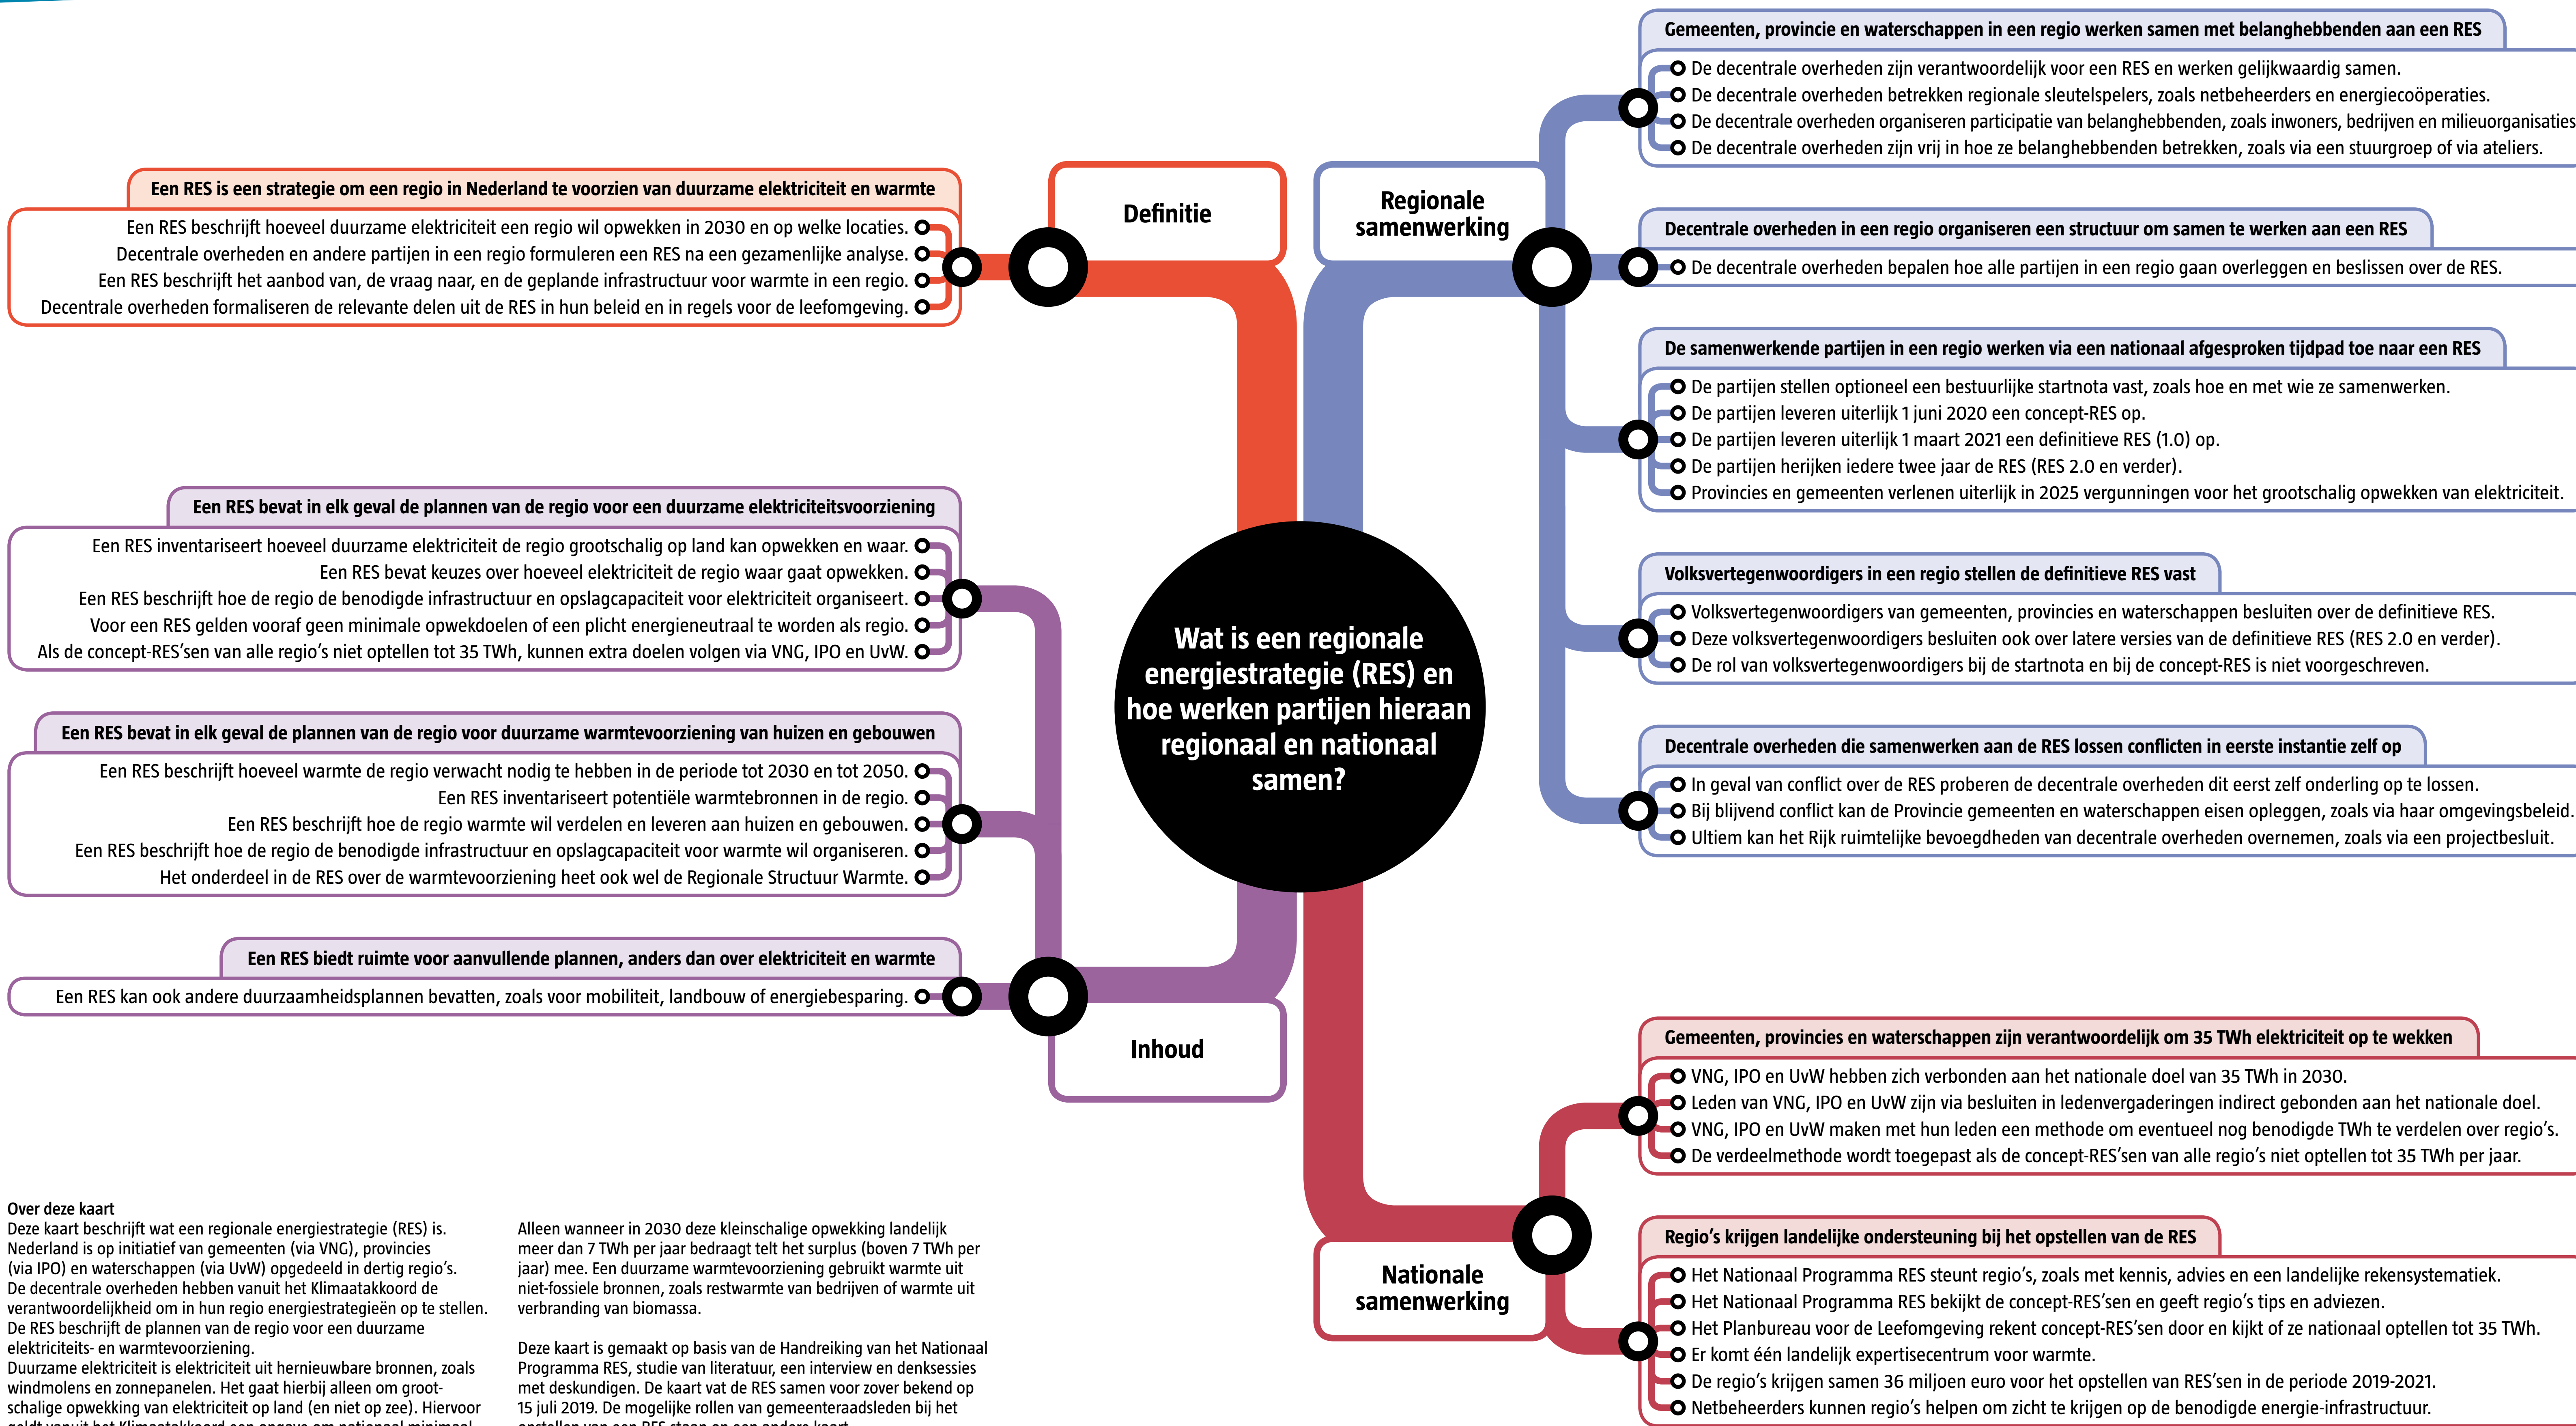 Definitie
Een RES is een strategie om een regio in Nederland te voorzien van duurzame elektriciteit en warmte
Een RES beschrijft hoeveel duurzame elektriciteit een regio wil opwekken in 2030 en op welke locaties.
Decentrale overheden en andere partijen in een regio formuleren een RES na een gezamenlijke analyse.
Een RES beschrijft het aanbod van, de vraag naar, en de geplande infrastructuur voor warmte in een regio.
Decentrale overheden formaliseren de relevante delen uit de RES in hun beleid en in regels voor de leefomgeving.
Een RES bevat in elk geval de plannen van de regio voor een duurzame elektriciteitsvoorziening
Een RES inventariseert hoeveel duurzame elektriciteit de regio grootschalig op land kan opwekken en waar.
Een RES bevat keuzes over hoeveel elektriciteit de regio waar gaat opwekken.
Een RES beschrijft hoe de regio de benodigde infrastructuur en opslagcapaciteit voor elektriciteit organiseert.
Voor een RES gelden vooraf geen minimale opwekdoelen of een plicht energieneutraal te worden als regio.
Als de concept-RES’sen van alle regio’s niet optellen tot 35 TWh, kunnen extra doelen volgen via VNG, IPO en UvW.
Een RES bevat in elk geval de plannen van de regio voor duurzame warmtevoorziening van huizen en gebouwen
Een RES beschrijft hoeveel warmte de regio verwacht nodig te hebben in de periode tot 2030 en tot 2050.
Een RES inventariseert potentiële warmtebronnen in de regio.
Een RES beschrijft hoe de regio warmte wil verdelen en leveren aan huizen en gebouwen.
Een RES beschrijft hoe de regio de benodigde infrastructuur en opslagcapaciteit voor warmte wil organiseren.
Het onderdeel in de RES over de warmtevoorziening heet ook wel de Regionale Structuur Warmte.
Een RES biedt ruimte voor aanvullende plannen, anders dan over elektriciteit en warmte
Een RES kan ook andere duurzaamheidsplannen bevatten, zoals voor mobiliteit, landbouw of energiebesparing.
Inhoud
Wat is een regionale
energiestrategie (RES) en
hoe werken partijen hieraan
regionaal en nationaal
samen?
Regionale
samenwerking
Gemeenten, provincie en waterschappen in een regio werken samen met belanghebbenden aan een RES
De decentrale overheden zijn verantwoordelijk voor een RES en werken gelijkwaardig samen.
De decentrale overheden betrekken regionale sleutelspelers, zoals netbeheerders en energiecoöperaties.
De decentrale overheden organiseren participatie van belanghebbenden, zoals inwoners, bedrijven en milieuorganisaties
De decentrale overheden zijn vrij in hoe ze belanghebbenden betrekken, zoals via een stuurgroep of via ateliers.
Decentrale overheden in een regio organiseren een structuur om samen te werken aan een RES
De decentrale overheden bepalen hoe alle partijen in een regio gaan overleggen en beslissen over de RES.
De samenwerkende partijen in een regio werken via een nationaal afgesproken tijdpad toe naar een RES
De partijen stellen optioneel een bestuurlijke startnota vast, zoals hoe en met wie ze samenwerken.
De partijen leveren uiterlijk 1 juni 2020 een concept-RES op.
De partijen leveren uiterlijk 1 maart 2021 een definitieve RES (1.0) op.
De partijen herijken iedere twee jaar de RES (RES 2.0 en verder).
Provincies en gemeenten verlenen uiterlijk in 2025 vergunningen voor het grootschalig opwekken van elektriciteit.
Volksvertegenwoordigers in een regio stellen de definitieve RES vast
Volksvertegenwoordigers van gemeenten, provincies en waterschappen besluiten over de definitieve RES.
Deze volksvertegenwoordigers besluiten ook over latere versies van de definitieve RES (RES 2.0 en verder).
De rol van volksvertegenwoordigers bij de startnota en bij de concept-RES is niet voorgeschreven.
Decentrale overheden die samenwerken aan de RES lossen conflicten in eerste instantie zelf op
In geval van conflict over de RES proberen de decentrale overheden dit eerst zelf onderling op te lossen.
Bij blijvend conflict kan de Provincie gemeenten en waterschappen eisen opleggen, zoals via haar omgevingsbeleid.
Ultiem kan het Rijk ruimtelijke bevoegdheden van decentrale overheden overnemen, zoals via een projectbesluit.
Nationale
samenwerking
Gemeenten, provincies en waterschappen zijn verantwoordelijk om 35 TWh elektriciteit op te wekken
VNG, IPO en UvW hebben zich verbonden aan het nationale doel van 35 TWh in 2030.
Leden van VNG, IPO en UvW zijn via besluiten in ledenvergaderingen indirect gebonden aan het nationale doel.
VNG, IPO en UvW maken met hun leden een methode om eventueel nog benodigde TWh te verdelen over regio’s.
De verdeelmethode wordt toegepast als de concept-RES’sen van alle regio’s niet optellen tot 35 TWh per jaar.
Regio’s krijgen landelijke ondersteuning bij het opstellen van de RES
Het Nationaal Programma RES steunt regio’s, zoals met kennis, advies en een landelijke rekensystematiek.
Het Nationaal Programma RES bekijkt de concept-RES’sen en geeft regio’s tips en adviezen.
Het Planbureau voor de Leefomgeving rekent concept-RES’sen door en kijkt of ze nationaal optellen tot 35 TWh.
Er komt één landelijk expertisecentrum voor warmte.
De regio’s krijgen samen 36 miljoen euro voor het opstellen van RES’sen in de periode 2019-2021.
Netbeheerders kunnen regio’s helpen om zicht te krijgen op de benodigde energie-infrastructuur.
Over deze kaart
Deze kaart beschrijft wat een regionale energiestrategie (RES) is.
Nederland is op initiatief van gemeenten (via VNG), provincies
(via IPO) en waterschappen (via UvW) opgedeeld in dertig regio’s.
De decentrale overheden hebben vanuit het Klimaatakkoord de
verantwoordelijkheid om in hun regio energiestrategieën op te stellen.
De RES beschrijft de plannen van de regio voor een duurzame
elektriciteits- en warmtevoorziening.
Duurzame elektriciteit is elektriciteit uit hernieuwbare bronnen, zoals
windmolens en zonnepanelen. Het gaat hierbij alleen om groot-
schalige opwekking van elektriciteit op land (en niet op zee). Hiervoor
geldt vanuit het Klimaatakkoord een opgave om nationaal minimaal
Alleen wanneer in 2030 deze kleinschalige opwekking landelijk
meer dan 7 TWh per jaar bedraagt telt het surplus (boven 7 TWh per
jaar) mee. Een duurzame warmtevoorziening gebruikt warmte uit
niet-fossiele bronnen, zoals restwarmte van bedrijven of warmte uit
verbranding van biomassa.
Deze kaart is gemaakt op basis van de Handreiking van het Nationaal
Programma RES, studie van literatuur, een interview en denksessies
met deskundigen. De kaart vat de RES samen voor zover bekend op
15 juli 2019. De mogelijke rollen van gemeenteraadsleden bij het
opstellen van een RES staan op een andere kaart.